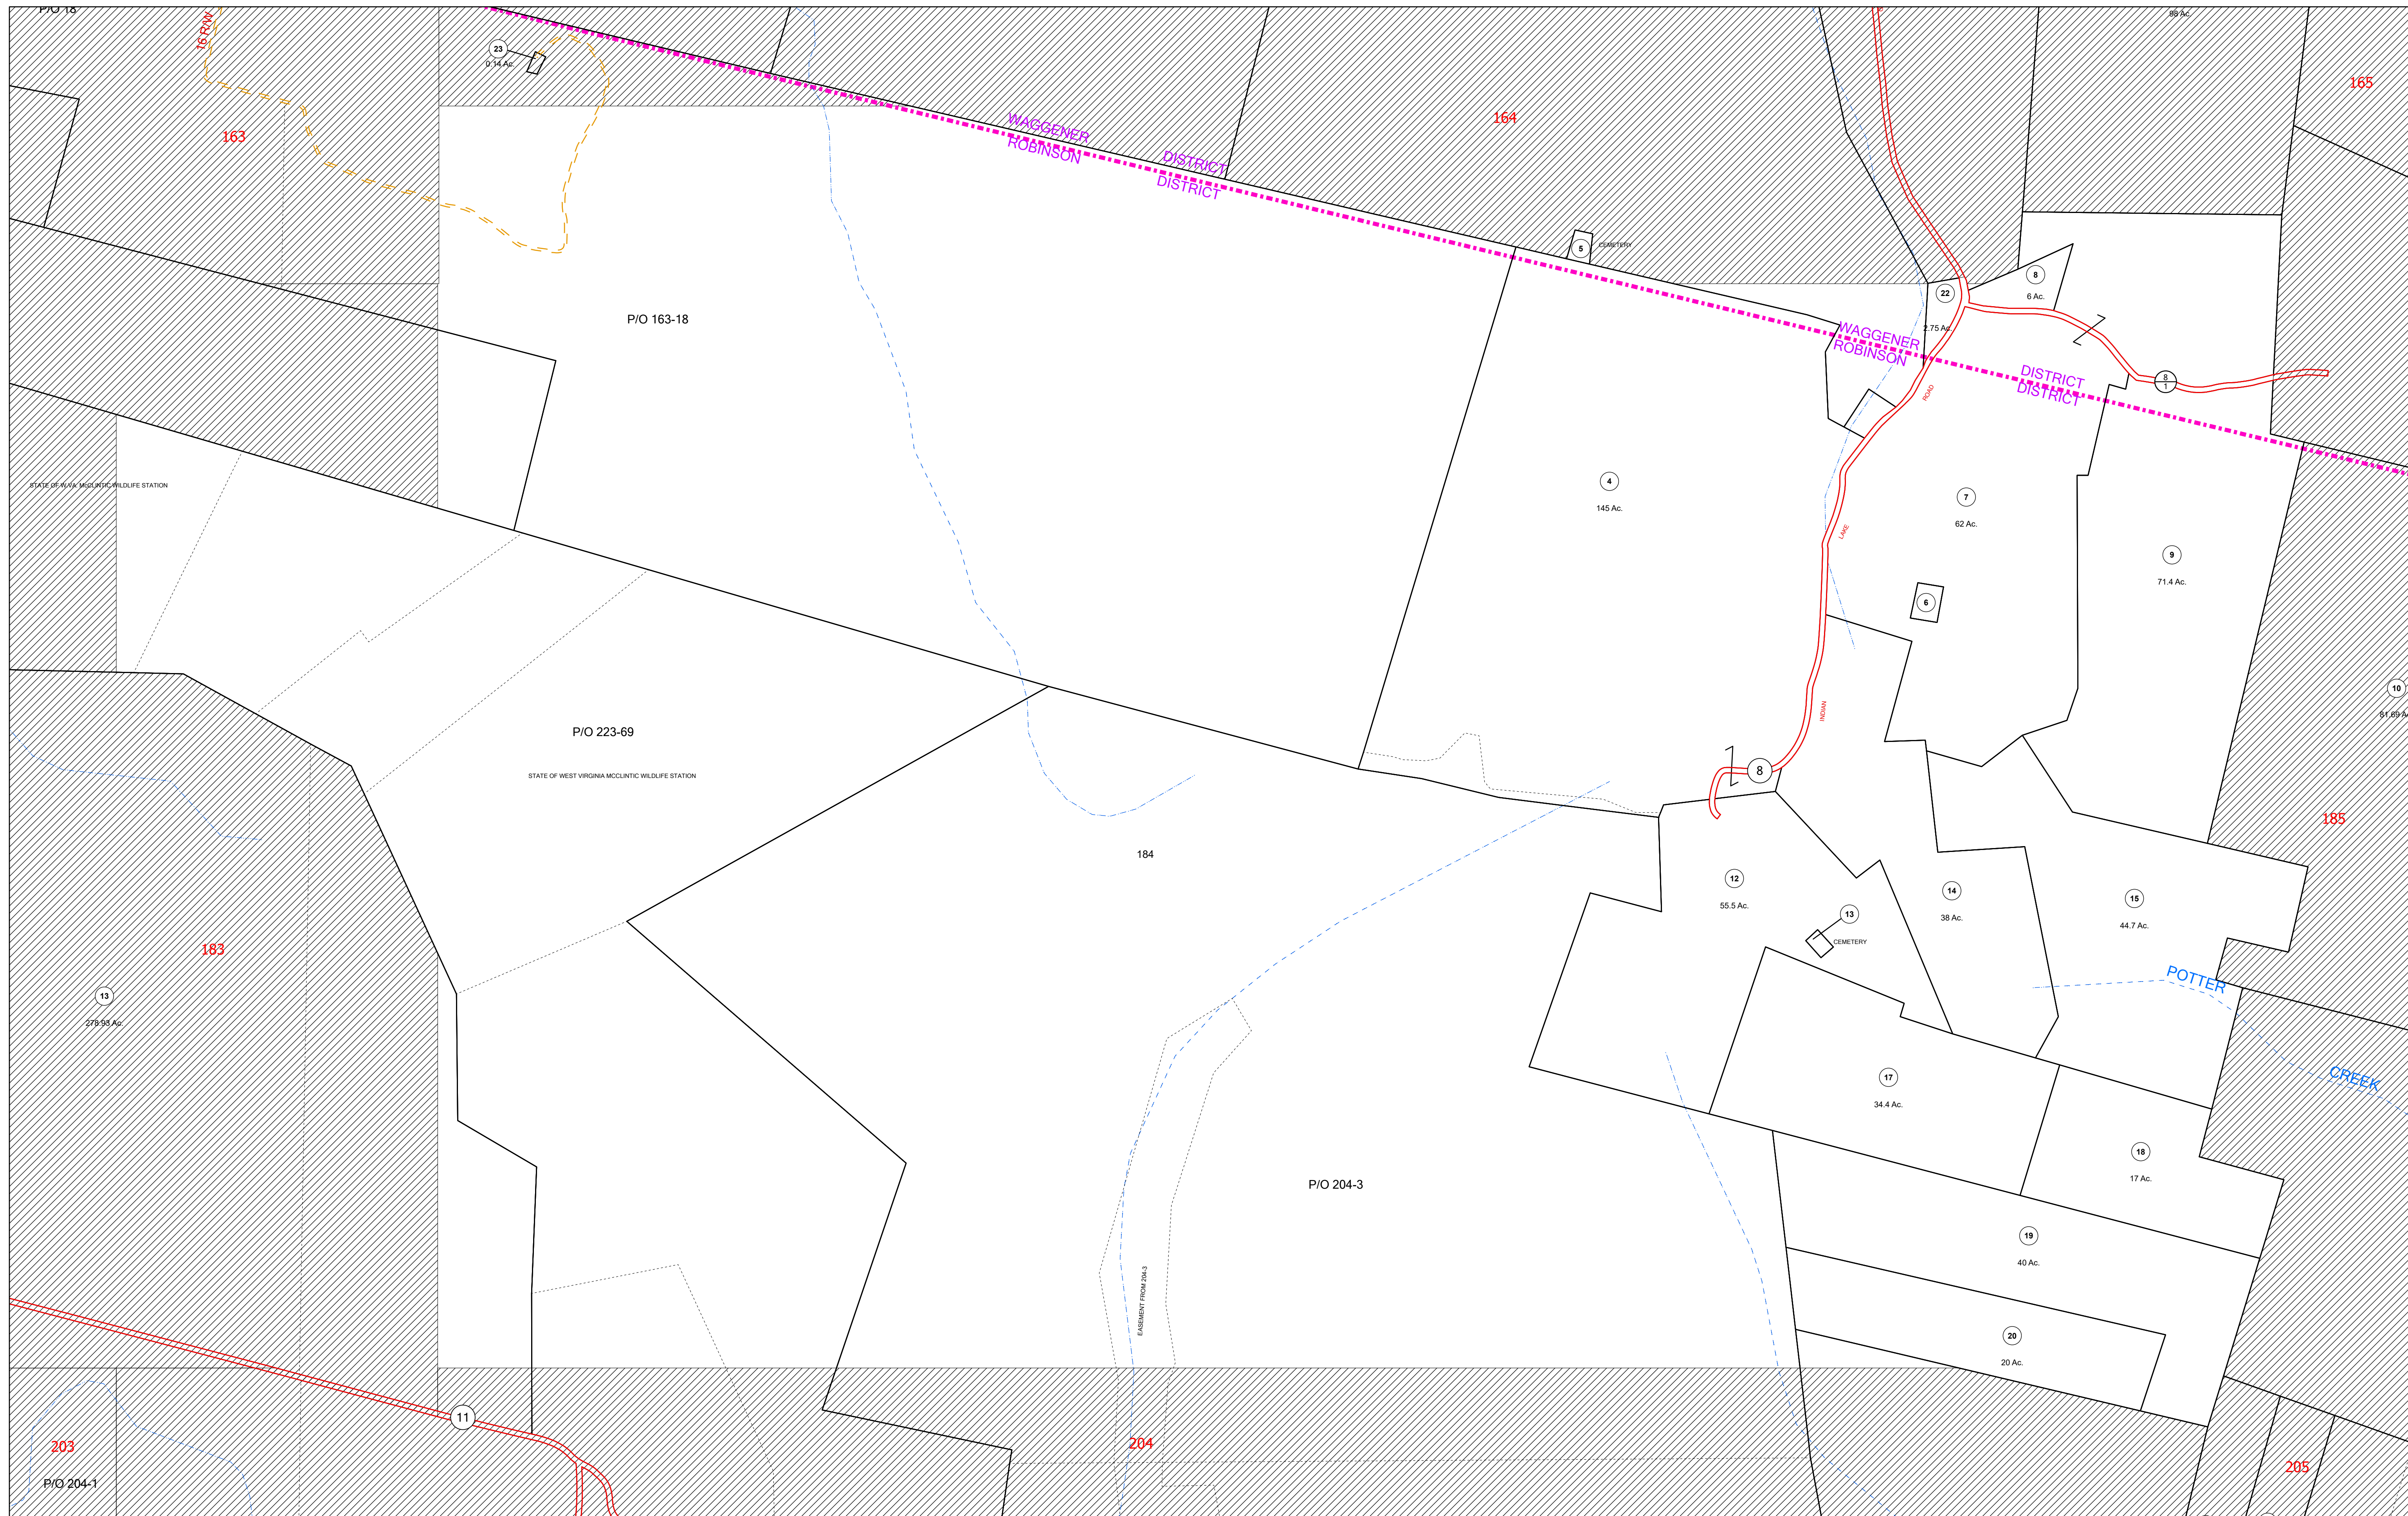 P/O 18
16 R/W
23
0.14 Ac.
98 Ac.
163
164
165
WAGGENER DISTRICT
ROBINSON DISTRICT
5
CEMETERY
8
6 Ac.
22
2.75 Ac.
P/O 163-18
WAGGENER DISTRICT
ROBINSON DISTRICT
8
1
ROAD
LAKE
INDIAN
STATE OF W.VA. McCLINTIC WILDLIFE STATION
4
145 Ac.
7
62 Ac.
9
71.4 Ac.
6
10
P/O 223-69
STATE OF WEST VIRGINIA MCCLINTIC WILDLIFE STATION
8
184
185
12
55.5 Ac.
13
CEMETERY
14
38 Ac.
15
44.7 Ac.
183
13
278.93 Ac.
POTTER
CREEK
17
34.4 Ac.
18
17 Ac.
P/O 204-3
19
40 Ac.
EASEMENT FROM 204-3
20
20 Ac.
11
203
P/O 204-1
204
205